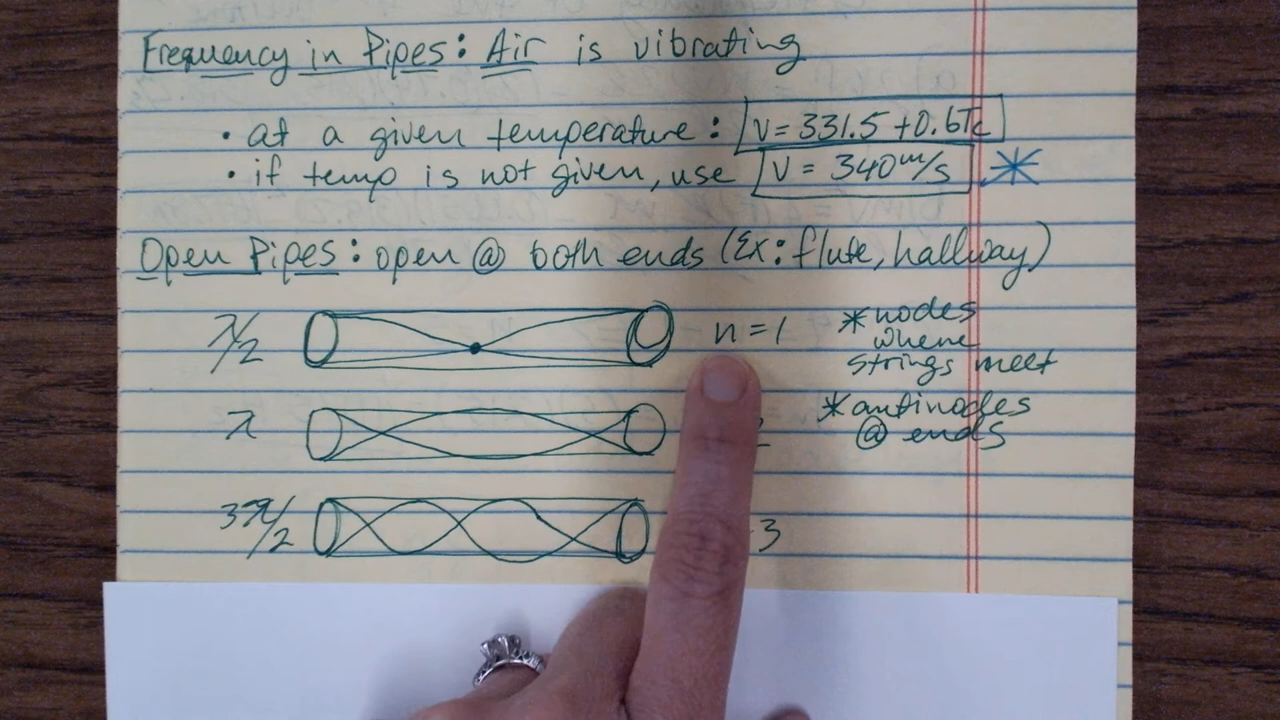 Frequency in Pipes: Air is vibrating
• at a given temperature: V = 331.5 + 0.6Tc
• if temp is not given, use V = 340 m/s *
Open Pipes: open @ both ends (Ex: flute, hallway)
λ/2 n = 1 * nodes
where
strings meet
λ * antinodes
@ ends
3λ/2 3